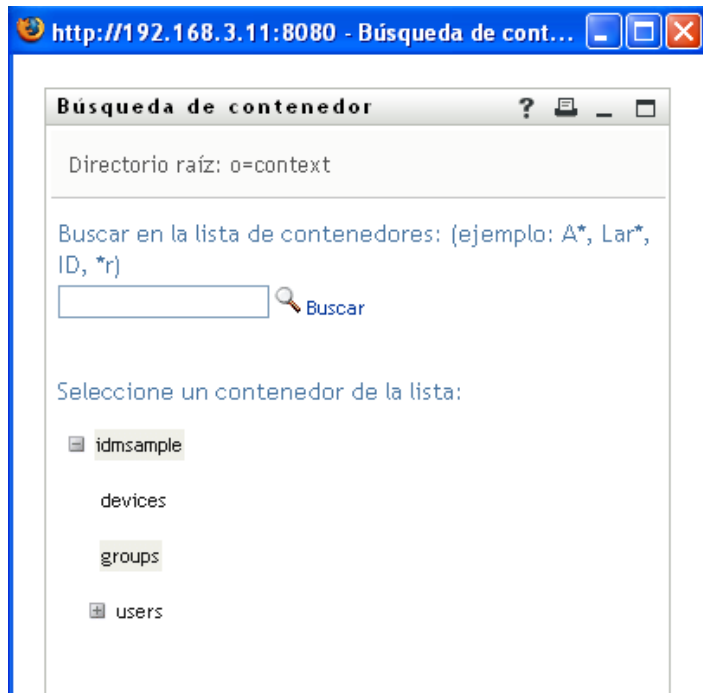 http://192.168.3.11:8080 - Búsqueda de cont...
Búsqueda de contenedor
Directorio raíz: o=context
Buscar en la lista de contenedores: (ejemplo: A*, Lar*,
ID, *r)
Buscar
Seleccione un contenedor de la lista:
idmsample
devices
groups
users